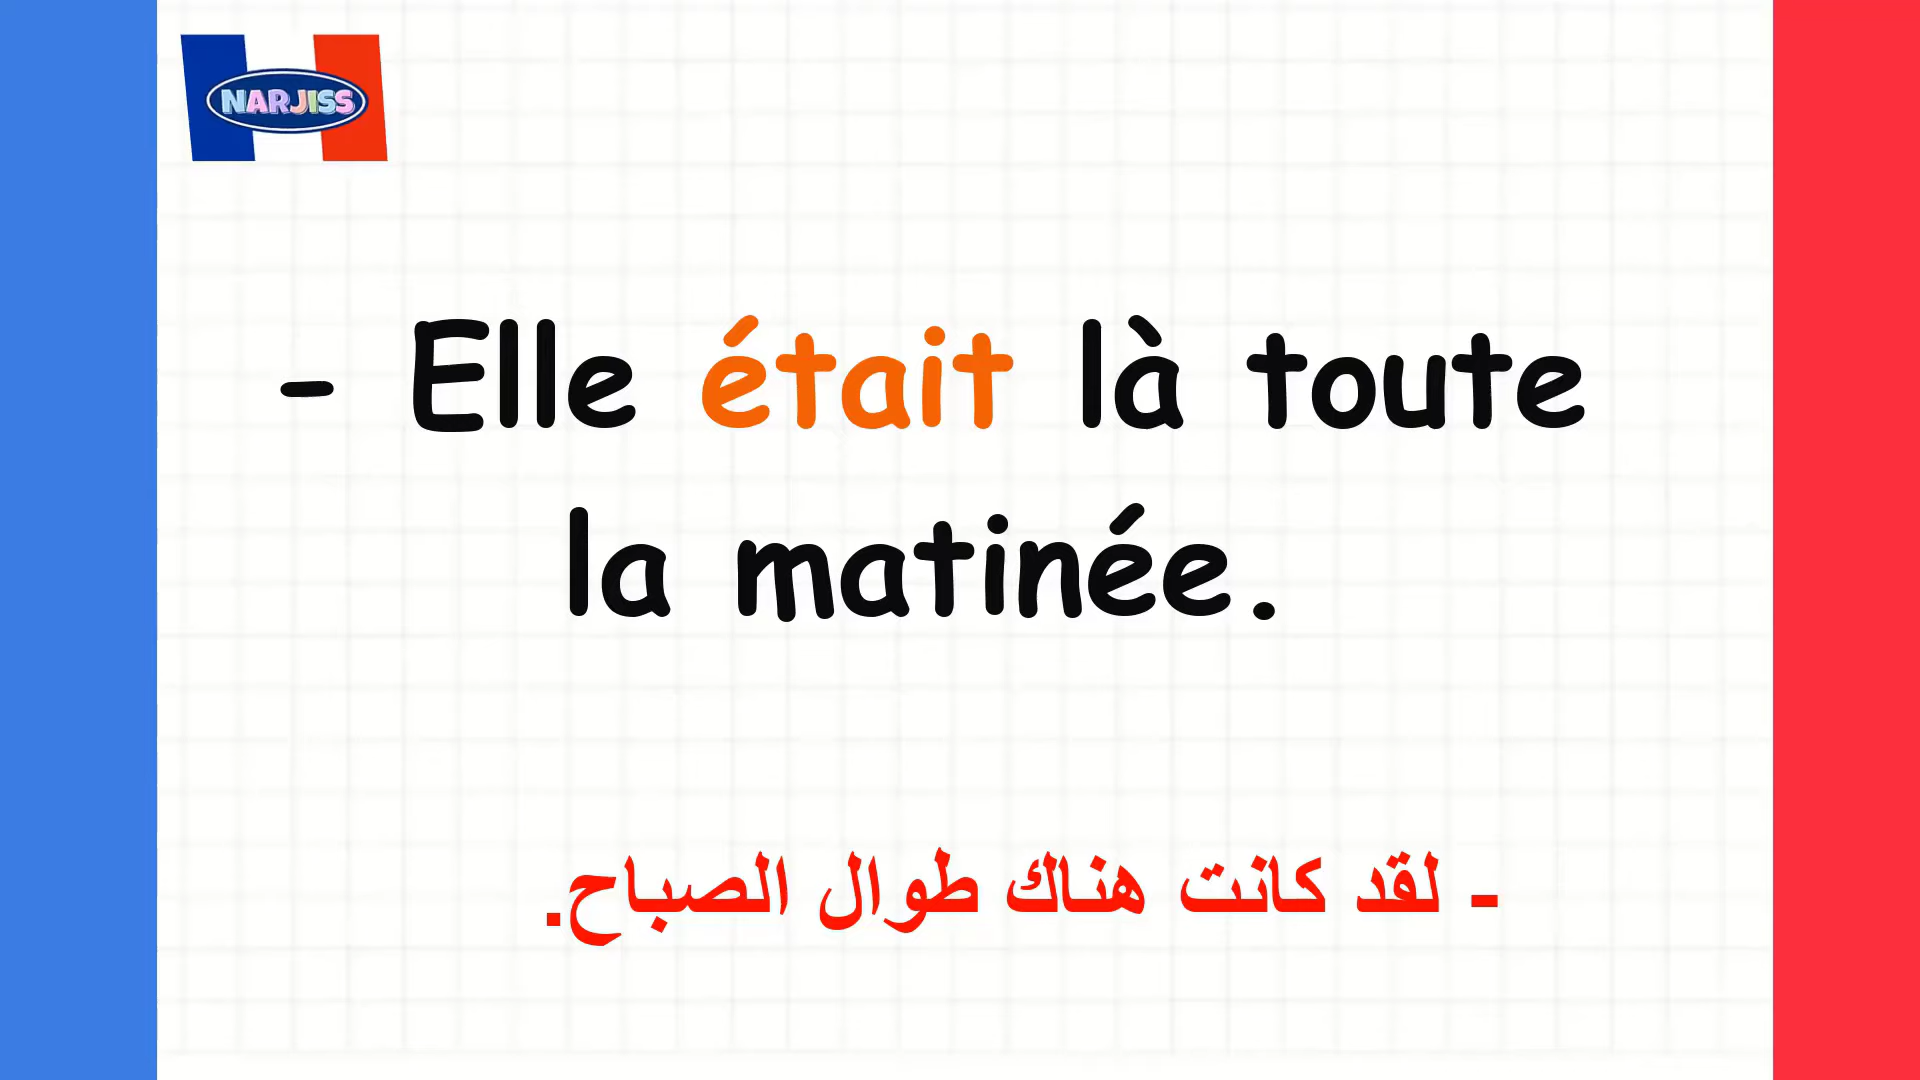 NARJISS
- Elle était là toute
la matinée.
- لقد كانت هناك طوال الصباح.